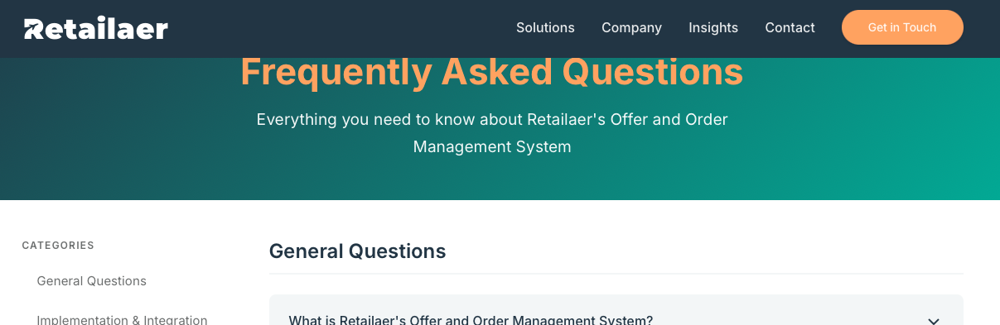 Retailaer
Solutions
Company
Insights
Contact
Get in Touch
Frequently Asked Questions
Everything you need to know about Retailaer's Offer and Order
Management System
CATEGORIES
General Questions
Implementation & Integration
General Questions
What is Retailaer's Offer and Order Management System?